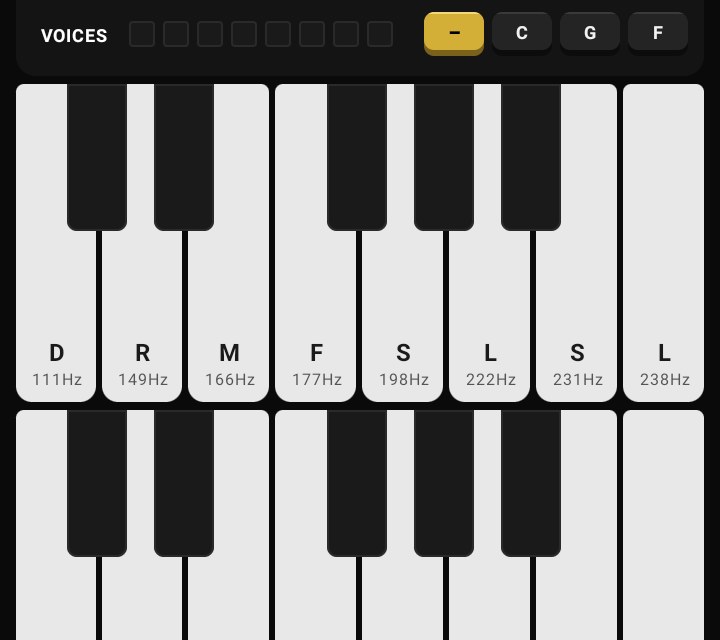 VOICES – C G F
D R M F S L S L
111Hz 149Hz 166Hz 177Hz 198Hz 222Hz 231Hz 238Hz